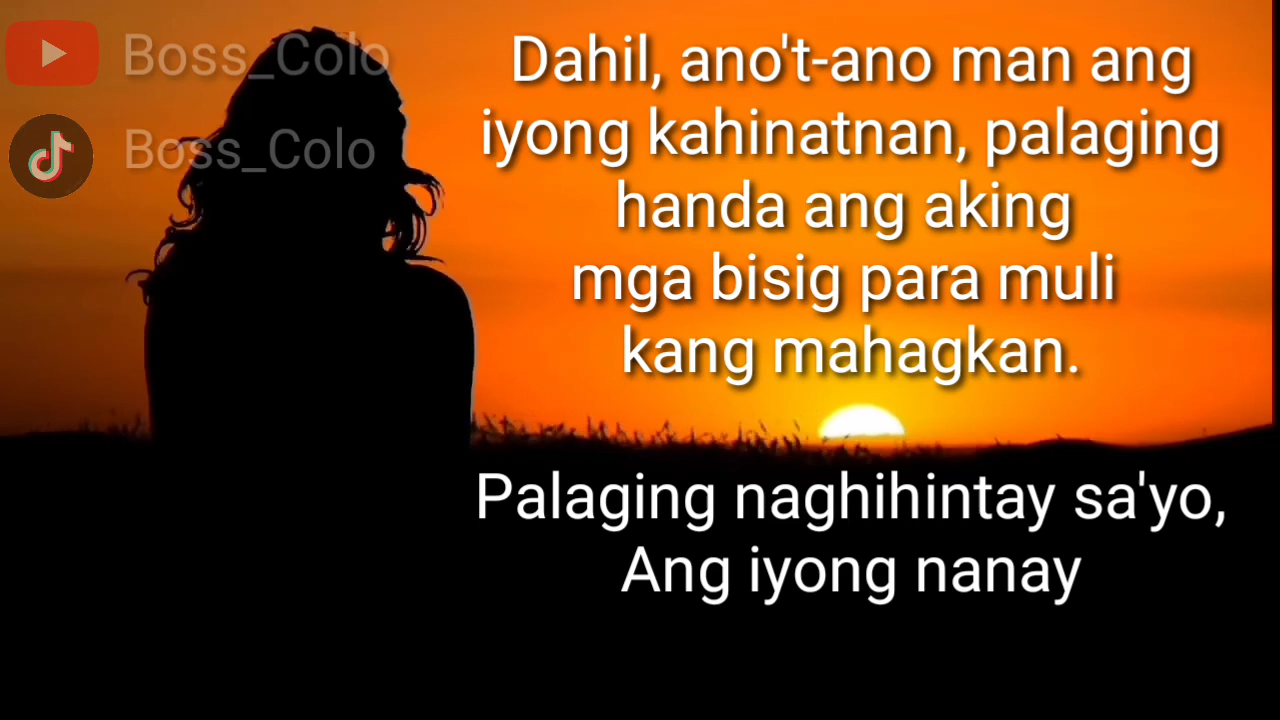 Boss_Colo
Boss_Colo
Dahil, ano't-ano man ang
iyong kahinatnan, palaging
handa ang aking
mga bisig para muli
kang mahagkan.
Palaging naghihintay sa'yo,
Ang iyong nanay